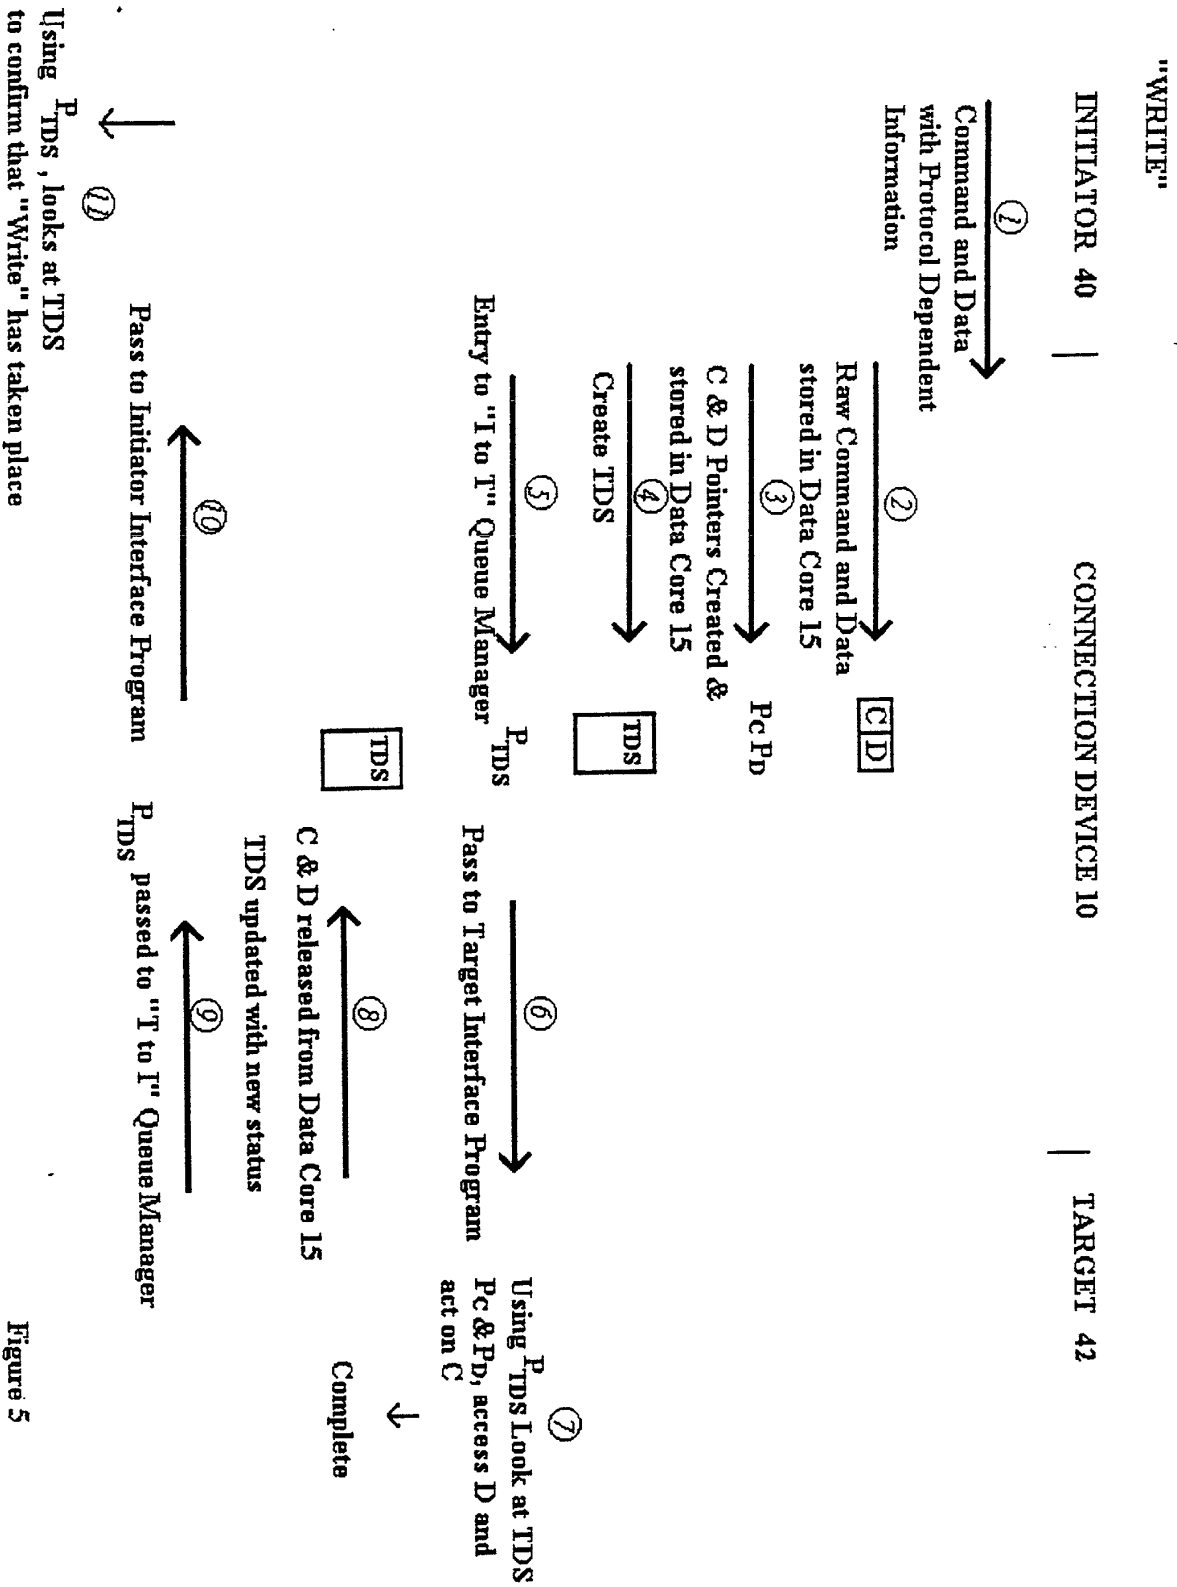 "WRITE"
INITIATOR 40 | CONNECTION DEVICE 10 | TARGET 42
1
Command and Data
with Protocol Dependent
Information
2
Raw Command and Data
stored in Data Core 15
C D
3
C & D Pointers Created &
stored in Data Core 15
PC PD
4
Create TDS
TDS
5
Entry to "I to T" Queue Manager
PTDS
6
Pass to Target Interface Program
7
Using PTDS Look at TDS
PC & PD, access D and
act on C
Complete
8
C & D released from Data Core 15
TDS updated with new status
TDS
9
PTDS passed to "T to I" Queue Manager
10
Pass to Initiator Interface Program
11
Using PTDS , looks at TDS
to confirm that "Write" has taken place
Figure 5